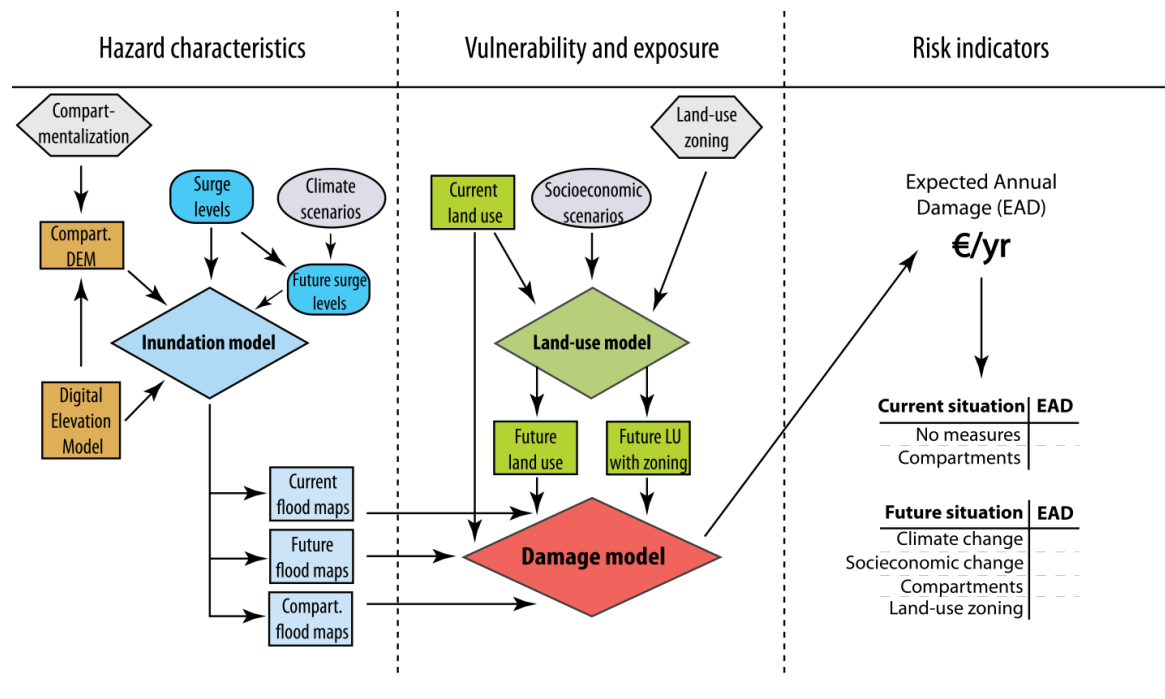 Hazard characteristics
Vulnerability and exposure
Risk indicators
Compart-
mentalization
Land-use
zoning
Surge
levels
Climate
scenarios
Current
land use
Socioeconomic
scenarios
Expected Annual
Damage (EAD)
€/yr
Compart.
DEM
Future surge
levels
Inundation model
Land-use model
Digital
Elevation
Model
Future
land use
Future LU
with zoning
Current situation EAD
No measures
Compartments
Current
flood maps
Future
flood maps
Compart.
flood maps
Damage model
Future situation EAD
Climate change
Socieconomic change
Compartments
Land-use zoning